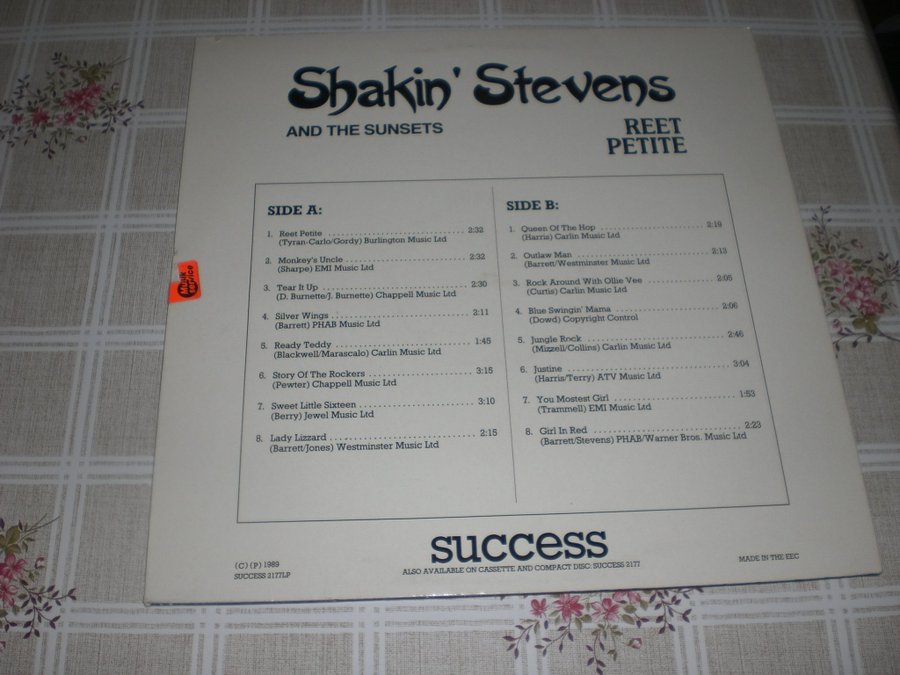 Shakin' Stevens
AND THE SUNSETS
REET
PETITE
SIDE A:
1. Reet Petite ........ 2:32
(Tyran-Carlo/Gordy) Burlington Music Ltd
2. Monkey's Uncle ........ 2:32
(Sharpe) EMI Music Ltd
3. Tear It Up ........ 2:30
(D. Burnette/J. Burnette) Chappell Music Ltd
4. Silver Wings ........ 2:11
(Barrett) PHAB Music Ltd
5. Ready Teddy ........ 1:45
(Blackwell/Marascalo) Carlin Music Ltd
6. Story Of The Rockers ........ 3:15
(Pewter) Chappell Music Ltd
7. Sweet Little Sixteen ........ 3:10
(Berry) Jewel Music Ltd
8. Lady Lizzard ........ 2:15
(Barrett/Jones) Westminster Music Ltd
SIDE B:
1. Queen Of The Hop ........ 2:19
(Harris) Carlin Music Ltd
2. Outlaw Man ........ 2:13
(Barrett/Westminster Music Ltd
3. Rock Around With Ollie Vee ........ 2:05
(Curtis) Carlin Music Ltd
4. Blue Swingin' Mama ........ 2:06
(Dowd) Copyright Control
5. Jungle Rock ........ 2:46
(Mizzell/Collins) Carlin Music Ltd
6. Justine ........ 3:04
(Harris/Terry) ATV Music Ltd
7. You Mostest Girl ........ 1:53
(Trammell) EMI Music Ltd
8. Girl In Red ........ 2:23
(Barrett/Stevens) PHAB/Warner Bros. Music Ltd
Musik
service
success
ALSO AVAILABLE ON CASSETTE AND COMPACT DISC: SUCCESS 2177
(C) (P) 1989
SUCCESS 2177LP
MADE IN THE EEC